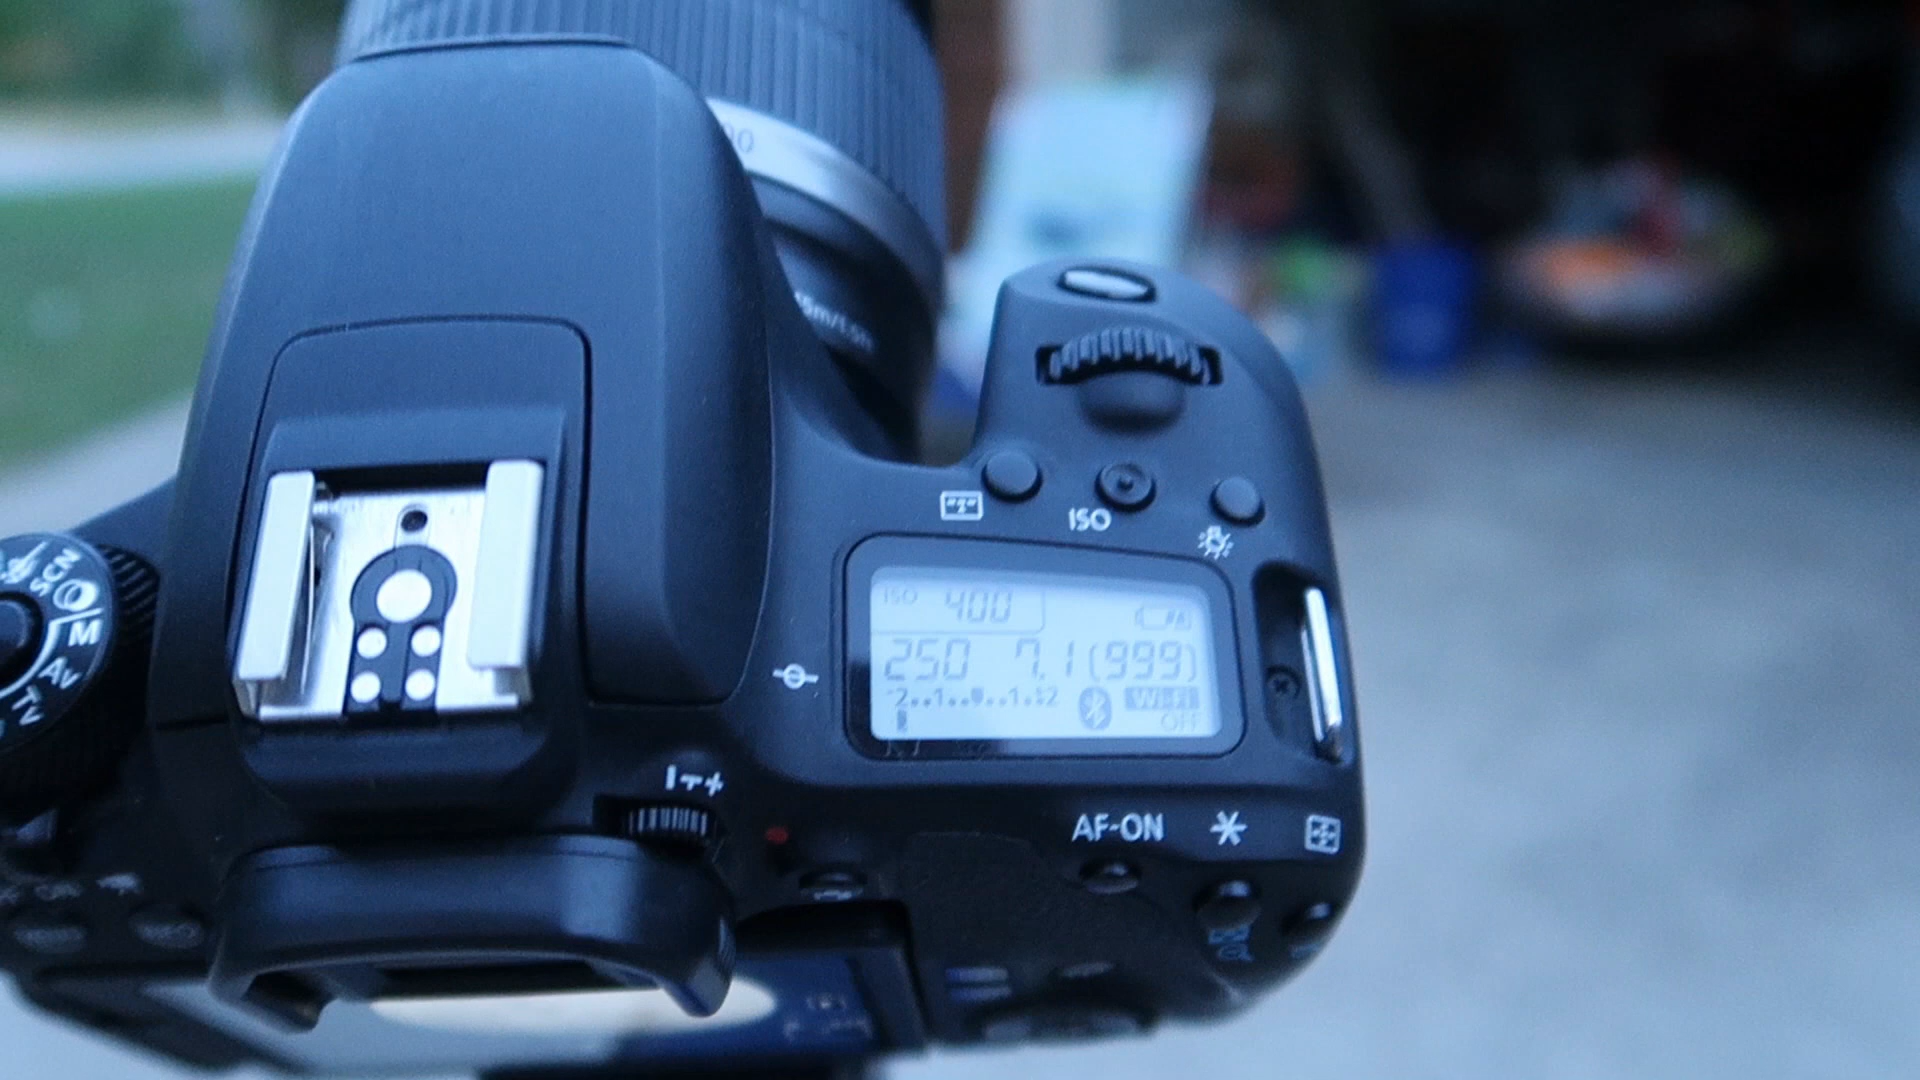 ISO
SCN
M
Av
Tv
ISO 400
250 7.1 (999)
-2..1..0..1.:2
Wi-Fi
OFF
AF-ON